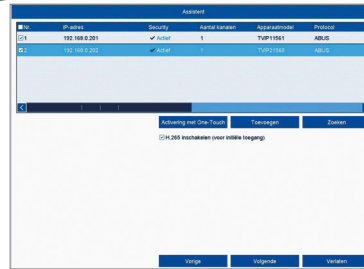 Assistent
Nr. IP-adres Security Aantal kanalen Apparaatmodel Protocol
1 192.168.0.201 Actief 1 TVIP11561 ABUS
2 192.168.0.202 Actief 1 TVIP21560 ABUS
Activering met One-Touch Toevoegen Zoeken
H.265 inschakelen (voor initiële toegang)
Vorige Volgende Verlaten